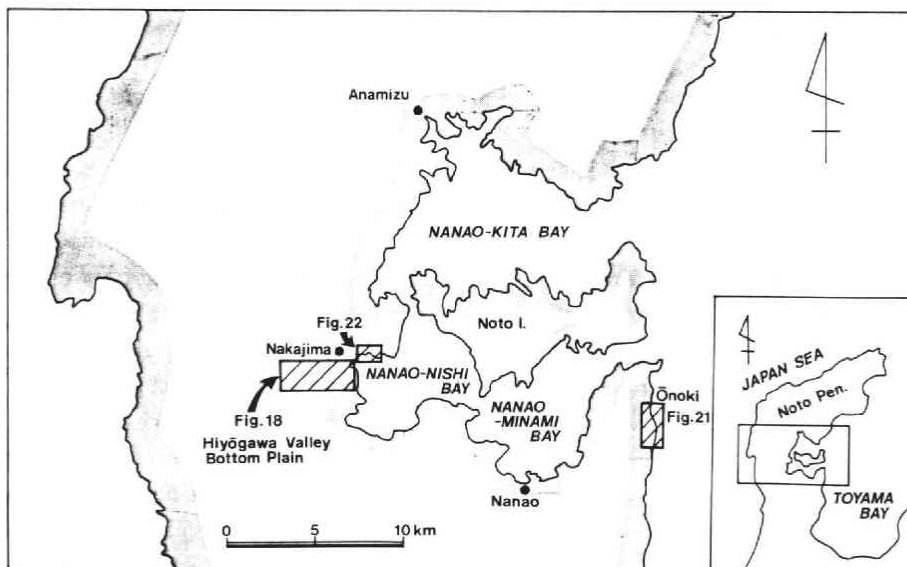 Anamizu
NANAO-KITA BAY
Noto I.
Fig.22
Nakajima
NANAO-NISHI
BAY
Fig.18
Hiyōgawa Valley
Bottom Plain
NANAO
-MINAMI
BAY
Ōnoki
Fig.21
Nanao
0 5 10 km
JAPAN SEA
Noto Pen.
TOYAMA
BAY